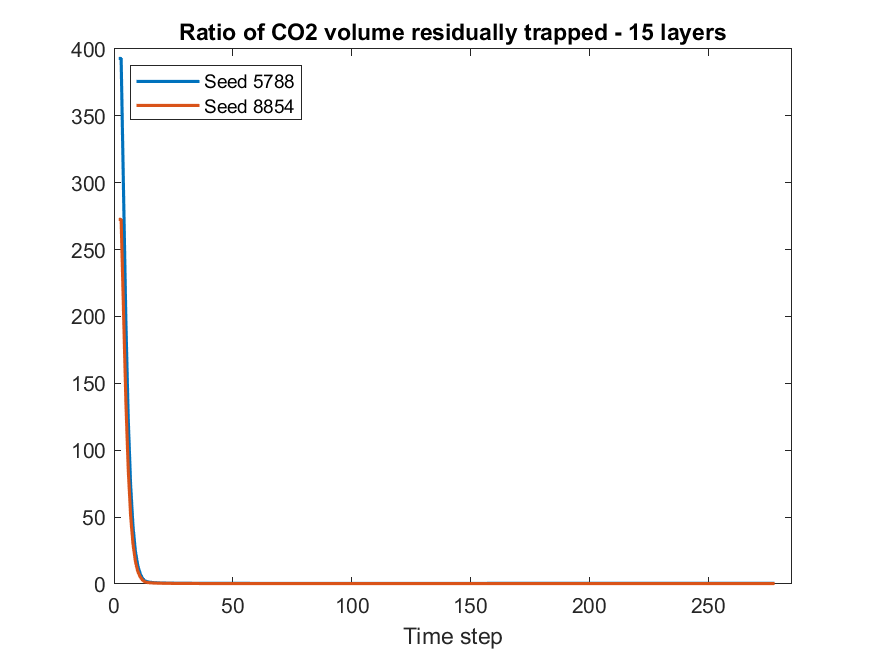 Ratio of CO2 volume residually trapped - 15 layers
400
350
300
250
200
150
100
50
0
Seed 5788
Seed 8854
0 50 100 150 200 250
Time step